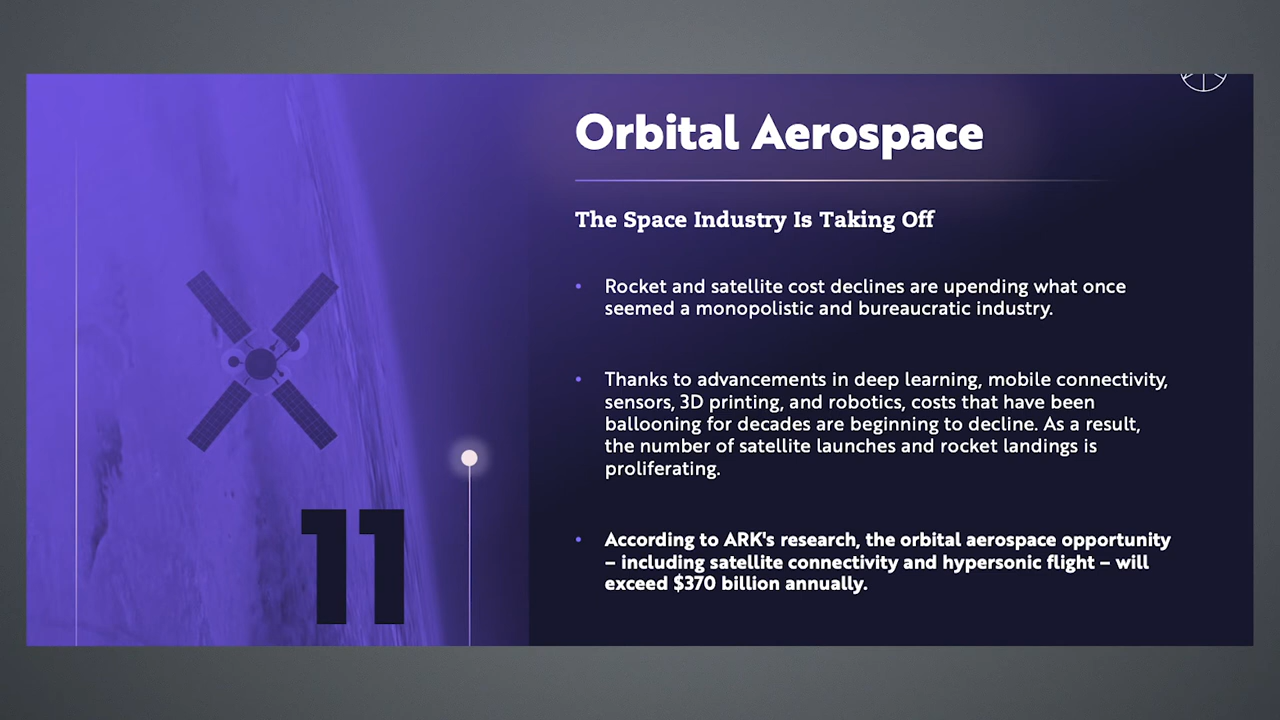 Orbital Aerospace
The Space Industry Is Taking Off
• Rocket and satellite cost declines are upending what once
seemed a monopolistic and bureaucratic industry.
• Thanks to advancements in deep learning, mobile connectivity,
sensors, 3D printing, and robotics, costs that have been
ballooning for decades are beginning to decline. As a result,
the number of satellite launches and rocket landings is
proliferating.
• According to ARK's research, the orbital aerospace opportunity
– including satellite connectivity and hypersonic flight – will
exceed $370 billion annually.
11